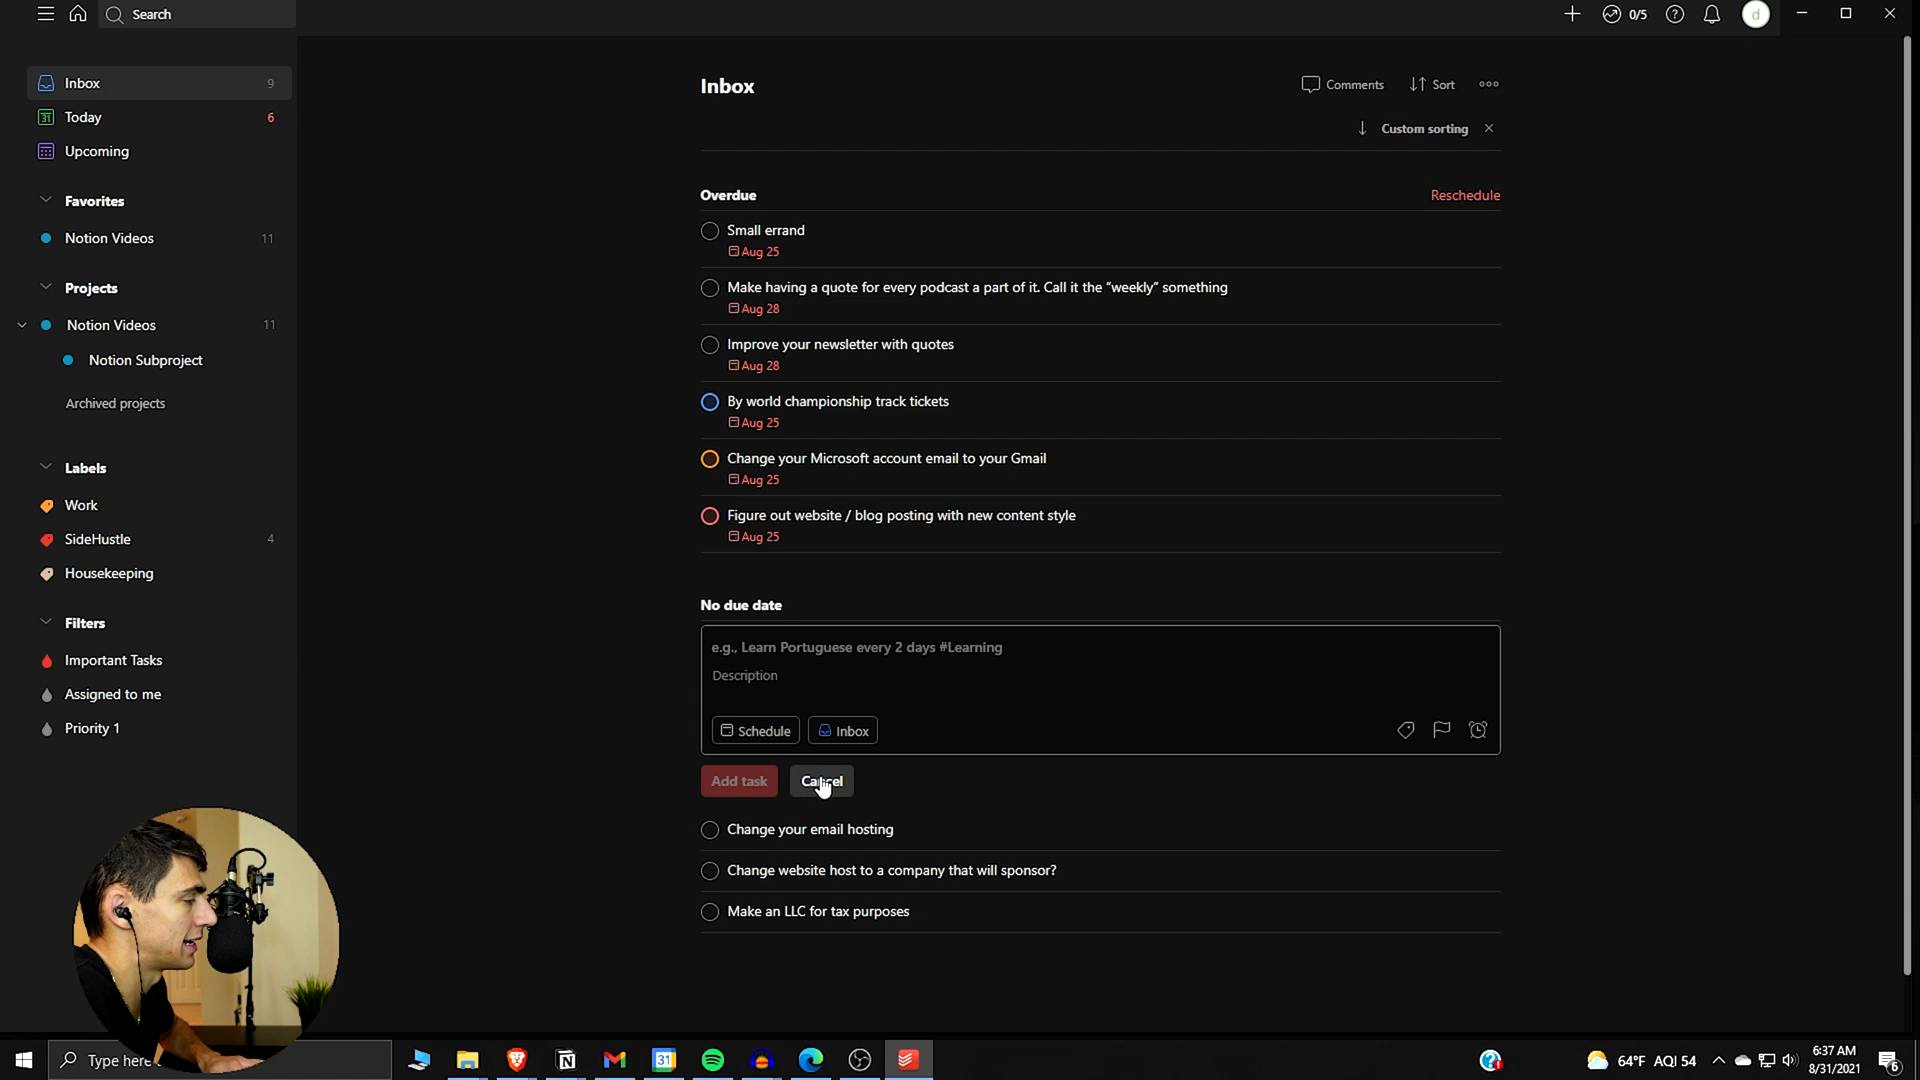 Search
0/5
d
Inbox 9
Today 6
Upcoming
Favorites
Notion Videos 11
Projects
Notion Videos 11
Notion Subproject
Archived projects
Labels
Work
SideHustle 4
Housekeeping
Filters
Important Tasks
Assigned to me
Priority 1
Inbox
Comments
Sort
Custom sorting
Overdue
Reschedule
Small errand
Aug 25
Make having a quote for every podcast a part of it. Call it the “weekly” something
Aug 28
Improve your newsletter with quotes
Aug 28
By world championship track tickets
Aug 25
Change your Microsoft account email to your Gmail
Aug 25
Figure out website / blog posting with new content style
Aug 25
No due date
e.g., Learn Portuguese every 2 days #Learning
Description
Schedule
Inbox
Add task
Cancel
Change your email hosting
Change website host to a company that will sponsor?
Make an LLC for tax purposes
Type here
31
64°F AQI 54
6:37 AM
8/31/2021
6